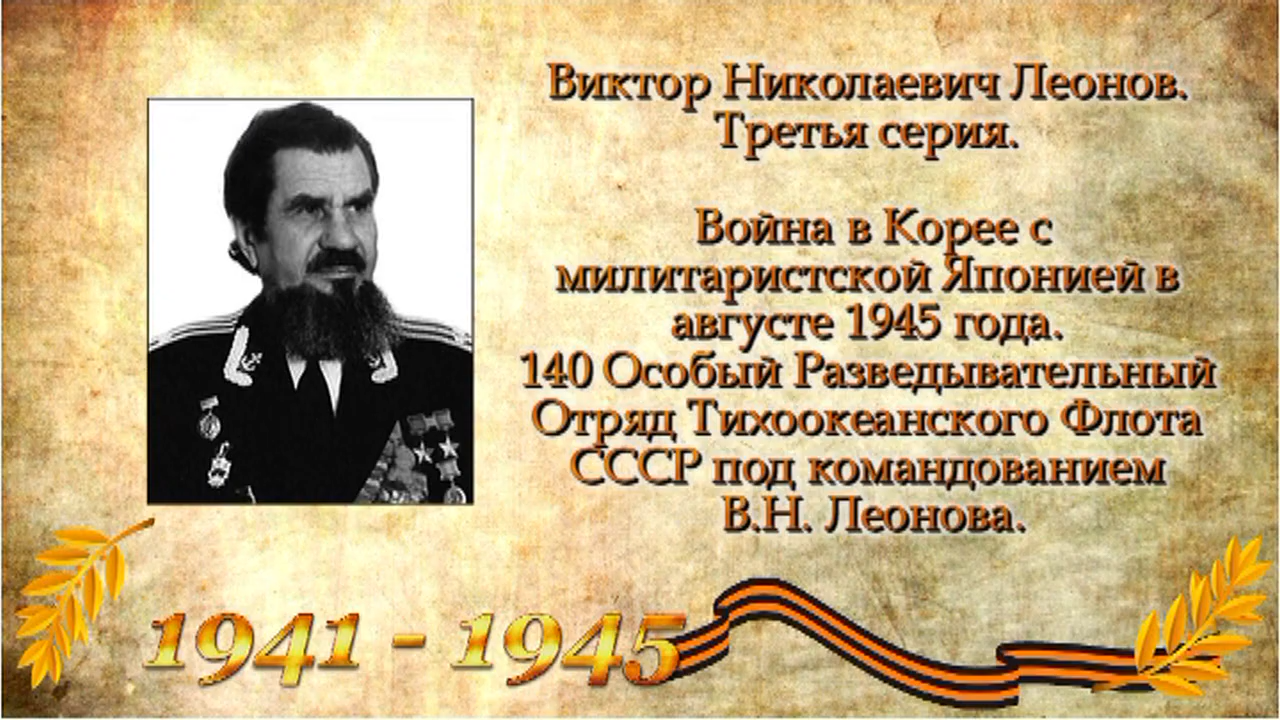 Виктор Николаевич Леонов.
Третья серия.
Война в Корее с
милитаристской Японией в
августе 1945 года.
140 Особый Разведывательный
Отряд Тихоокеанского Флота
СССР под командованием
В.Н. Леонова.
1941 - 1945